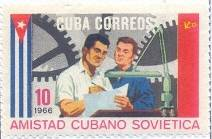 CUBA CORREOS
10
1966
AMISTAD CUBANO SOVIETICA